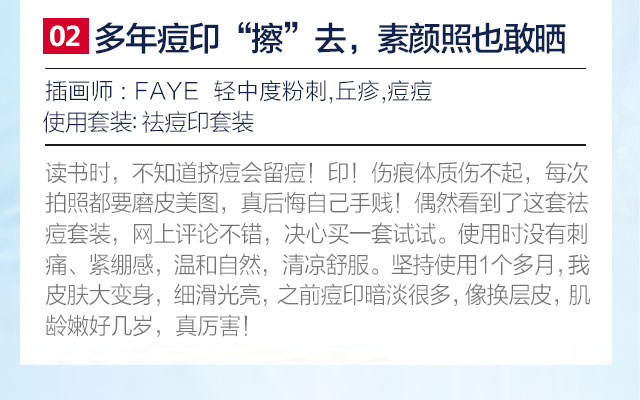 02 多年痘印“擦”去，素颜照也敢晒
插画师：FAYE 轻中度粉刺,丘疹,痘痘
使用套装: 祛痘印套装
读书时，不知道挤痘会留痘！印！伤痕体质伤不起，每次
拍照都要磨皮美图，真后悔自己手贱！偶然看到了这套祛
痘套装，网上评论不错，决心买一套试试。使用时没有刺
痛、紧绷感，温和自然，清凉舒服。坚持使用1个多月，我
皮肤大变身，细滑光亮，之前痘印暗淡很多，像换层皮，肌
龄嫩好几岁，真厉害！